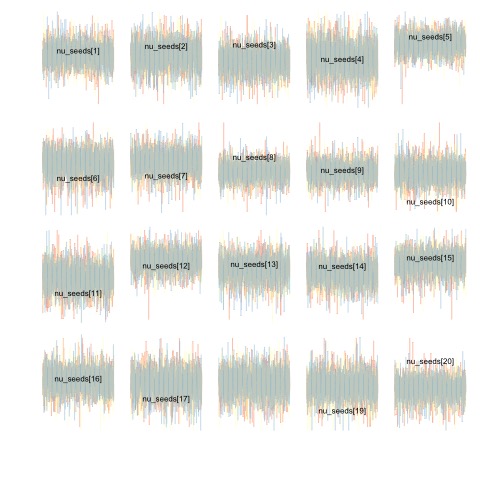 nu_seeds[1]
nu_seeds[2]
nu_seeds[3]
nu_seeds[4]
nu_seeds[5]
nu_seeds[6]
nu_seeds[7]
nu_seeds[8]
nu_seeds[9]
nu_seeds[10]
nu_seeds[11]
nu_seeds[12]
nu_seeds[13]
nu_seeds[14]
nu_seeds[15]
nu_seeds[16]
nu_seeds[17]
nu_seeds[19]
nu_seeds[20]